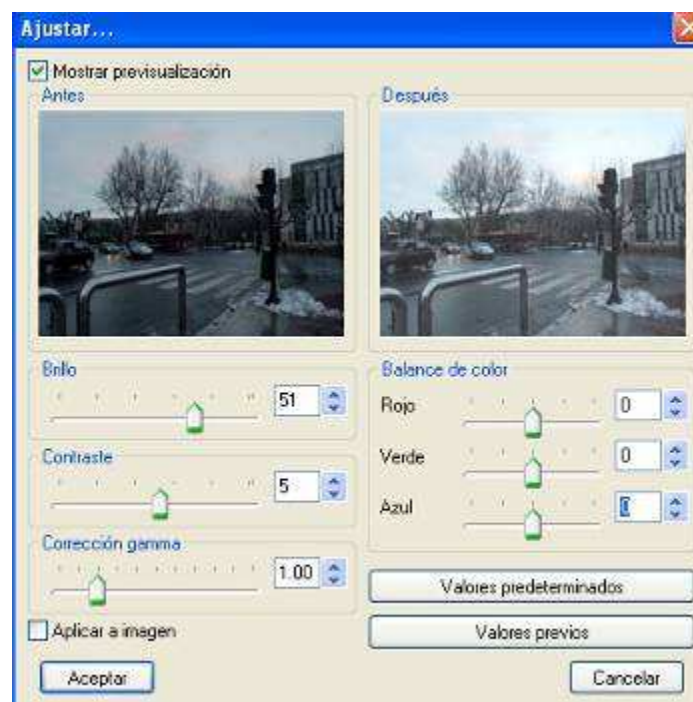 Ajustar...
Mostrar previsualización
Antes
Después
Brillo
51
Contraste
5
Corrección gamma
1.00
Aplicar a imagen
Aceptar
Balance de color
Rojo
0
Verde
0
Azul
0
Valores predeterminados
Valores previos
Cancelar